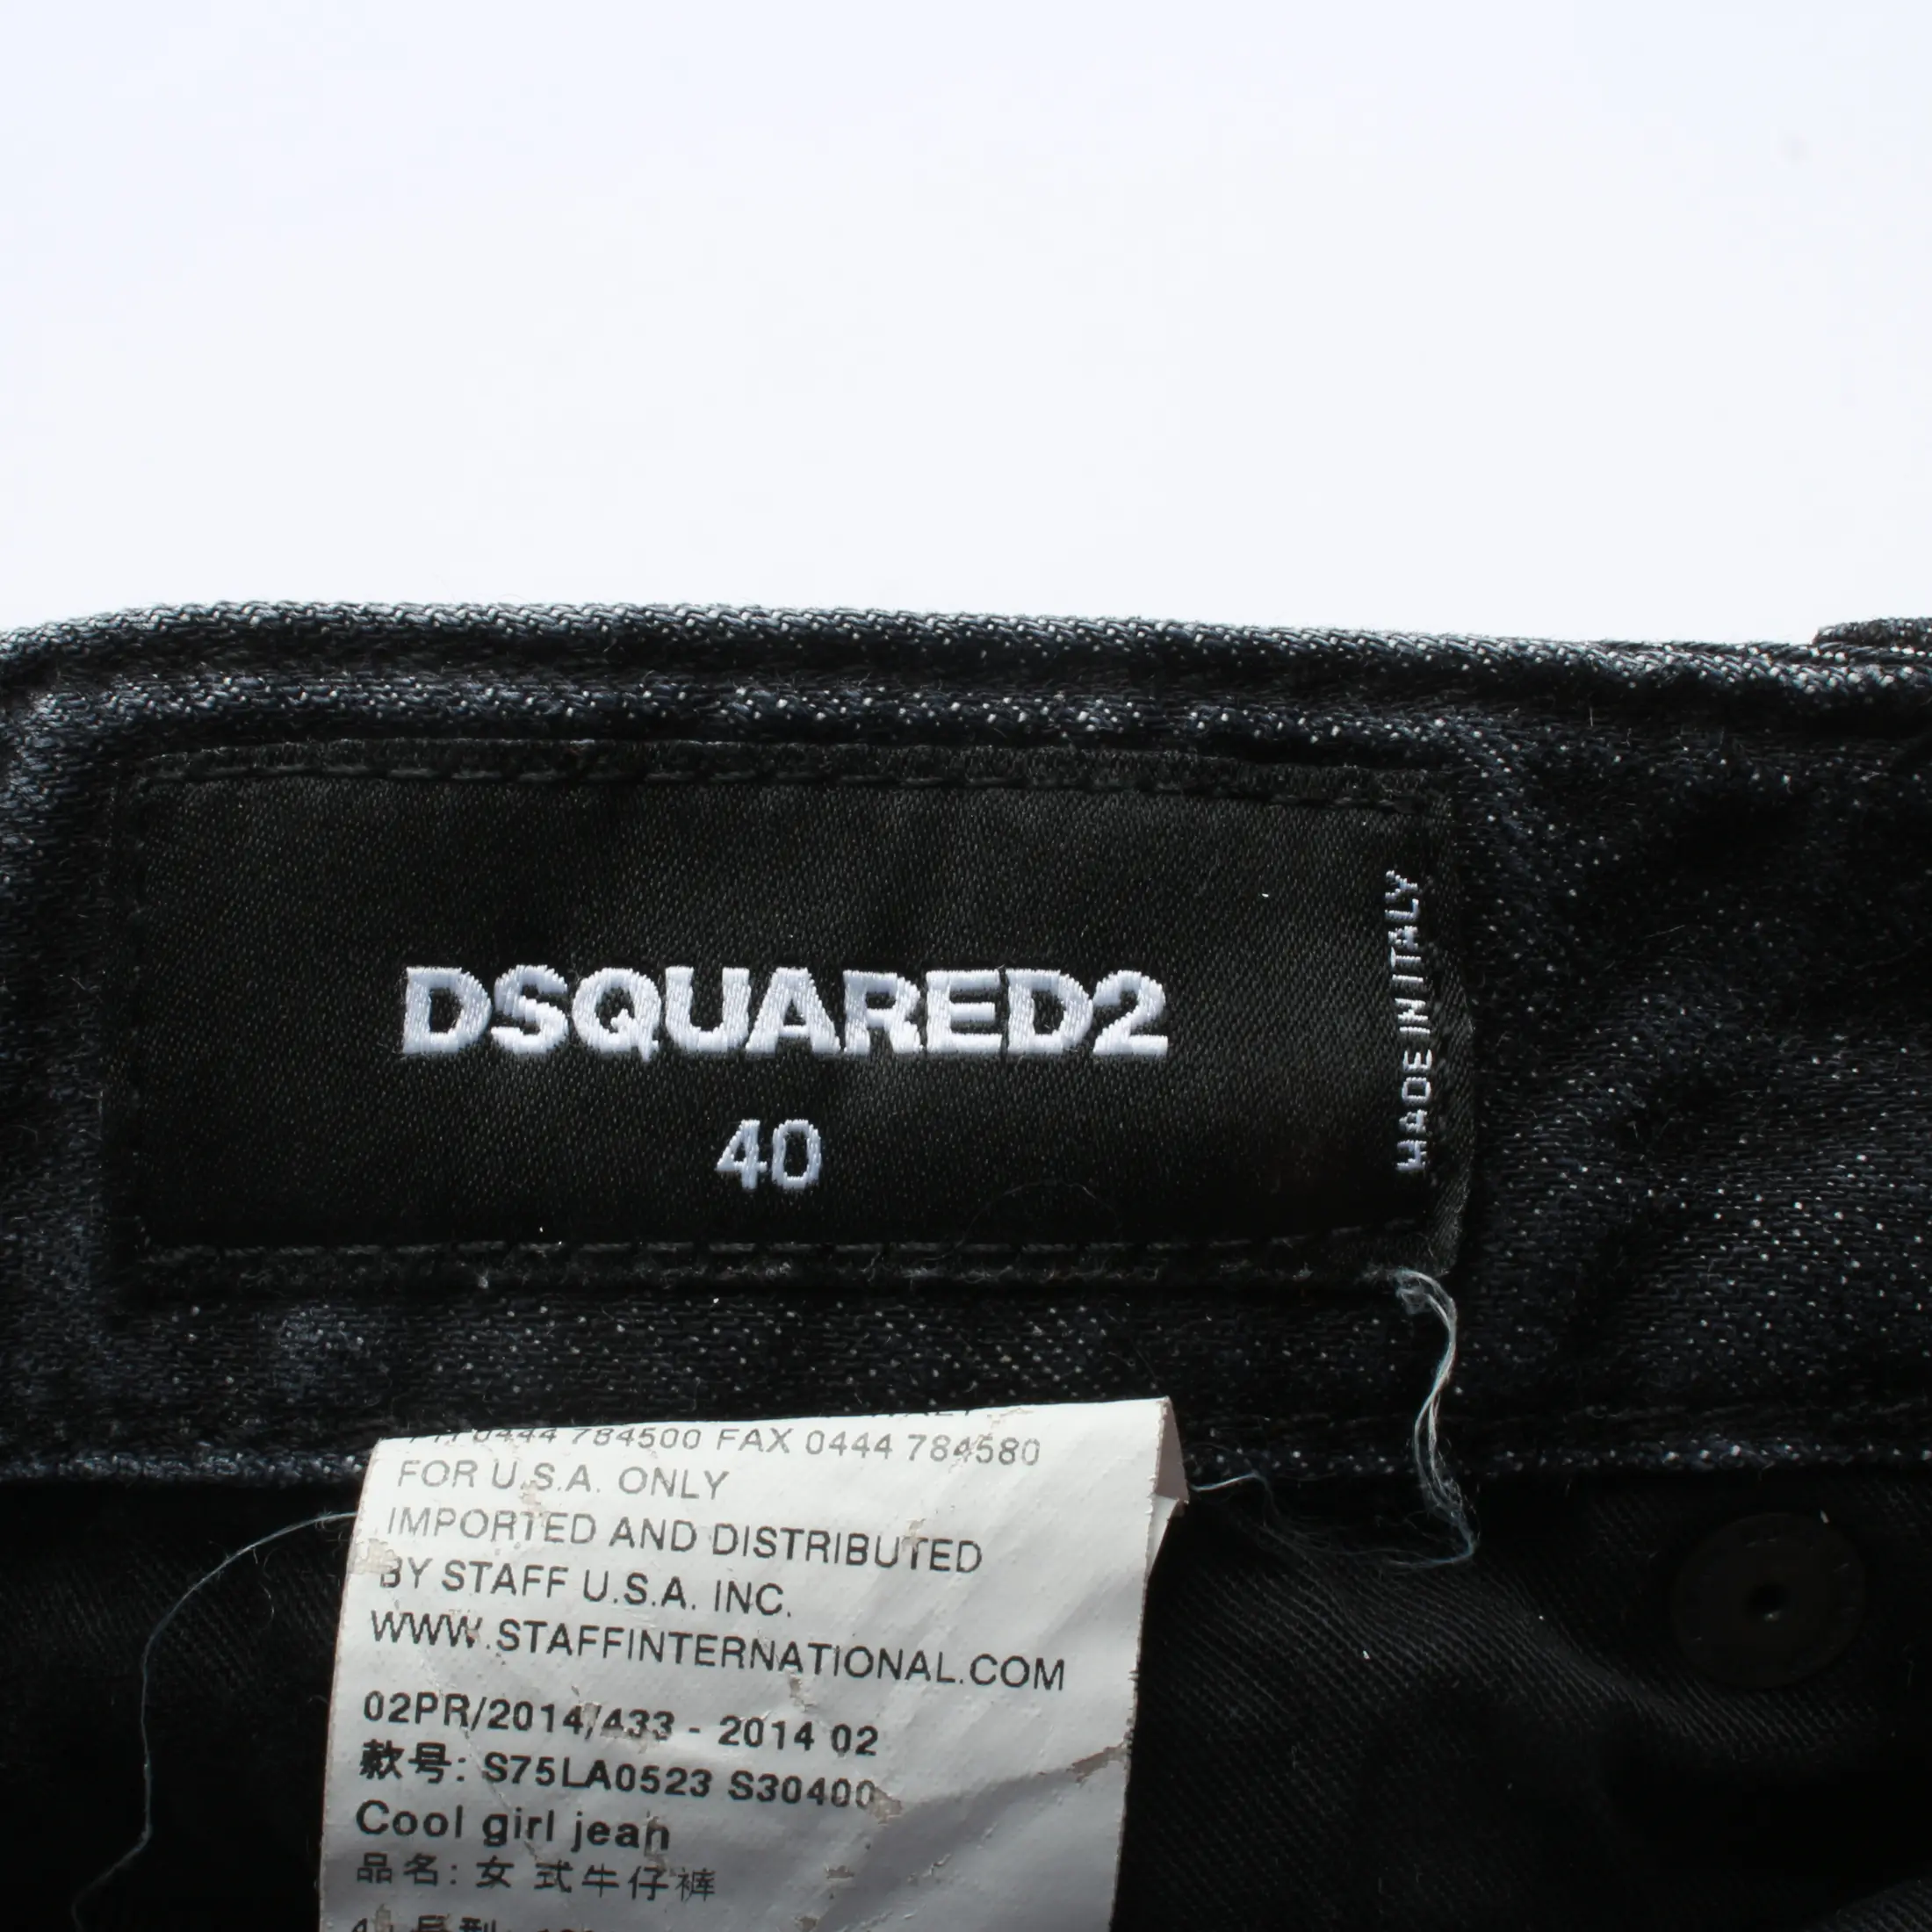 DSQUARED2
40
MADE IN ITALY
0444 784500 FAX 0444 784580
FOR U.S.A. ONLY
IMPORTED AND DISTRIBUTED
BY STAFF U.S.A. INC.
WWW.STAFFINTERNATIONAL.COM
02PR/2014/433 - 2014 02
款号: S75LA0523 S30400
Cool girl jean
品名: 女式牛仔裤